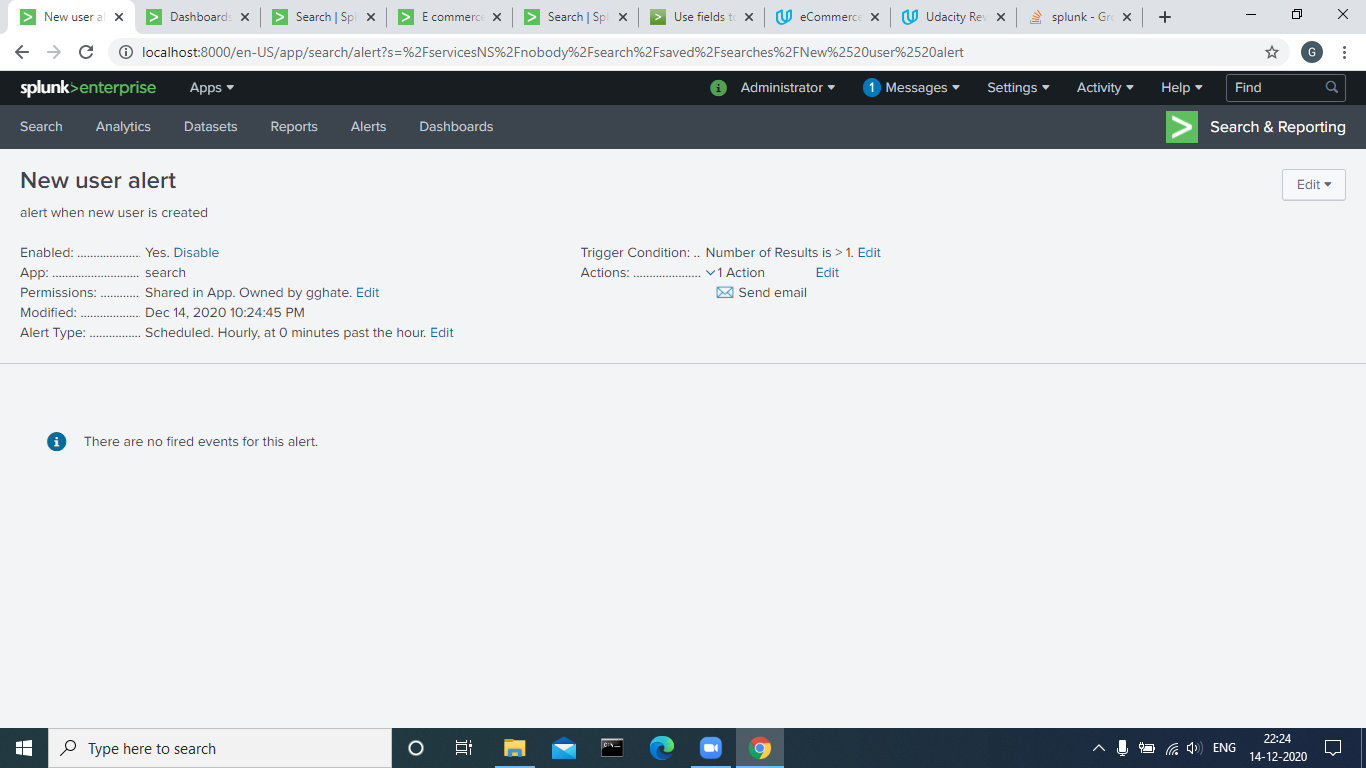 New user al
Dashboards
Search | Spl
E commerce
Search | Spl
Use fields to
eCommerce
Udacity Rev
splunk - Gro
localhost:8000/en-US/app/search/alert?s=%2FservicesNS%2Fnobody%2Fsearch%2Fsaved%2Fsearches%2FNew%2520user%2520alert
G
splunk>enterprise Apps
i Administrator 1 Messages Settings Activity Help Find
Search Analytics Datasets Reports Alerts Dashboards
> Search & Reporting
New user alert
Edit
alert when new user is created
Enabled: .................... Yes. Disable
App: ........................... search
Permissions: ............ Shared in App. Owned by gghate. Edit
Modified: ................... Dec 14, 2020 10:24:45 PM
Alert Type: ................ Scheduled. Hourly, at 0 minutes past the hour. Edit
Trigger Condition: .. Number of Results is > 1. Edit
Actions: ..................... 1 Action Edit
Send email
There are no fired events for this alert.
Type here to search
ENG
22:24
14-12-2020